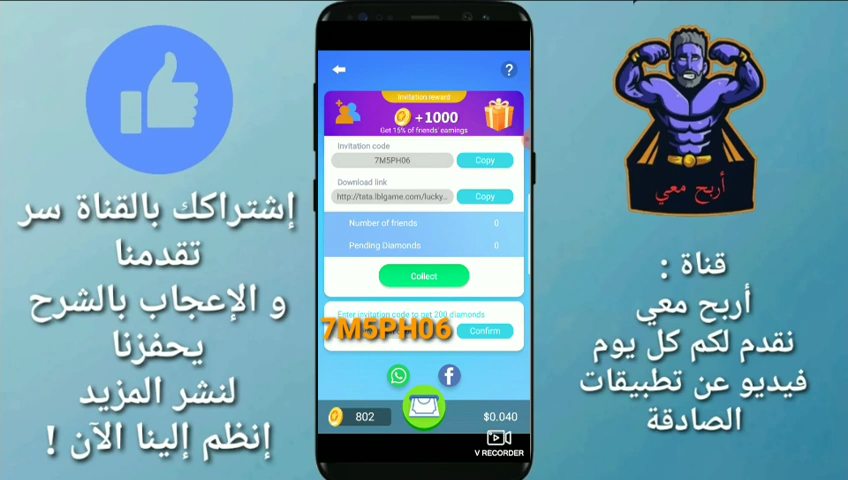 إشتراكك بالقناة سر
تقدمنا
و الإعجاب بالشرح
يحفزنا
لنشر المزيد
إنظم إلينا الآن !
?
Invitation reward
+1000
Get 15% of friends' earnings
Invitation code
7M5PH06
Copy
Download link
http://tata.lblgame.com/lucky...
Copy
Number of friends 0
Pending Diamonds 0
Collect
Enter invitation code to get 200 diamonds
7M5PH06
Confirm
802
$0.040
V RECORDER
أربح معي
قناة :
أربح معي
نقدم لكم كل يوم
فيديو عن تطبيقات
الصادقة